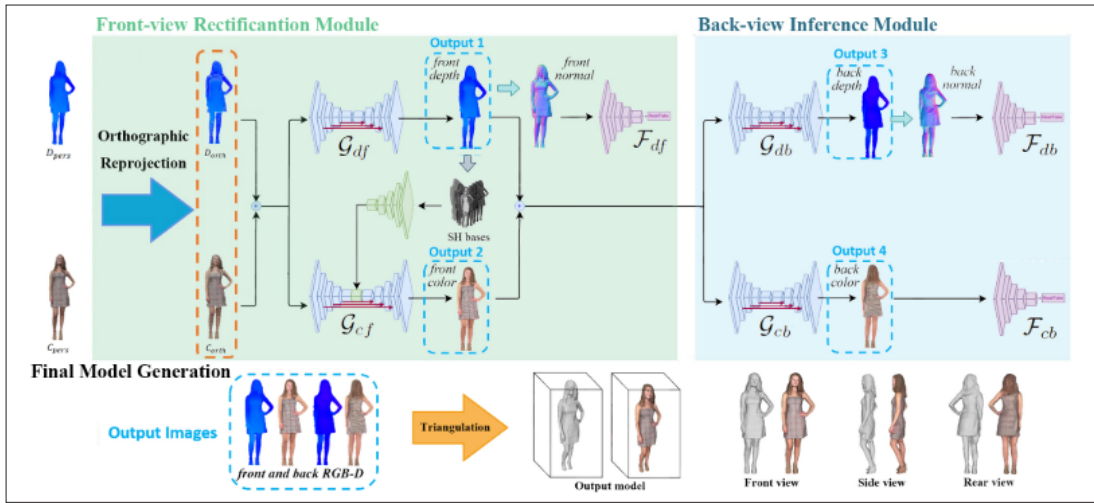 Front-view Rectificantion Module
Back-view Inference Module
Output 1
front
depth
front
normal
Output 3
back
depth
back
normal
D_pers
Orthographic
Reprojection
D_orth
G_df
F_df
G_db
F_db
SH bases
Output 2
front
color
Output 4
back
color
C_pers
C_orth
G_cf
G_cb
F_cb
Final Model Generation
Output Images
front and back RGB-D
Triangulation
Output model
Front view
Side view
Rear view